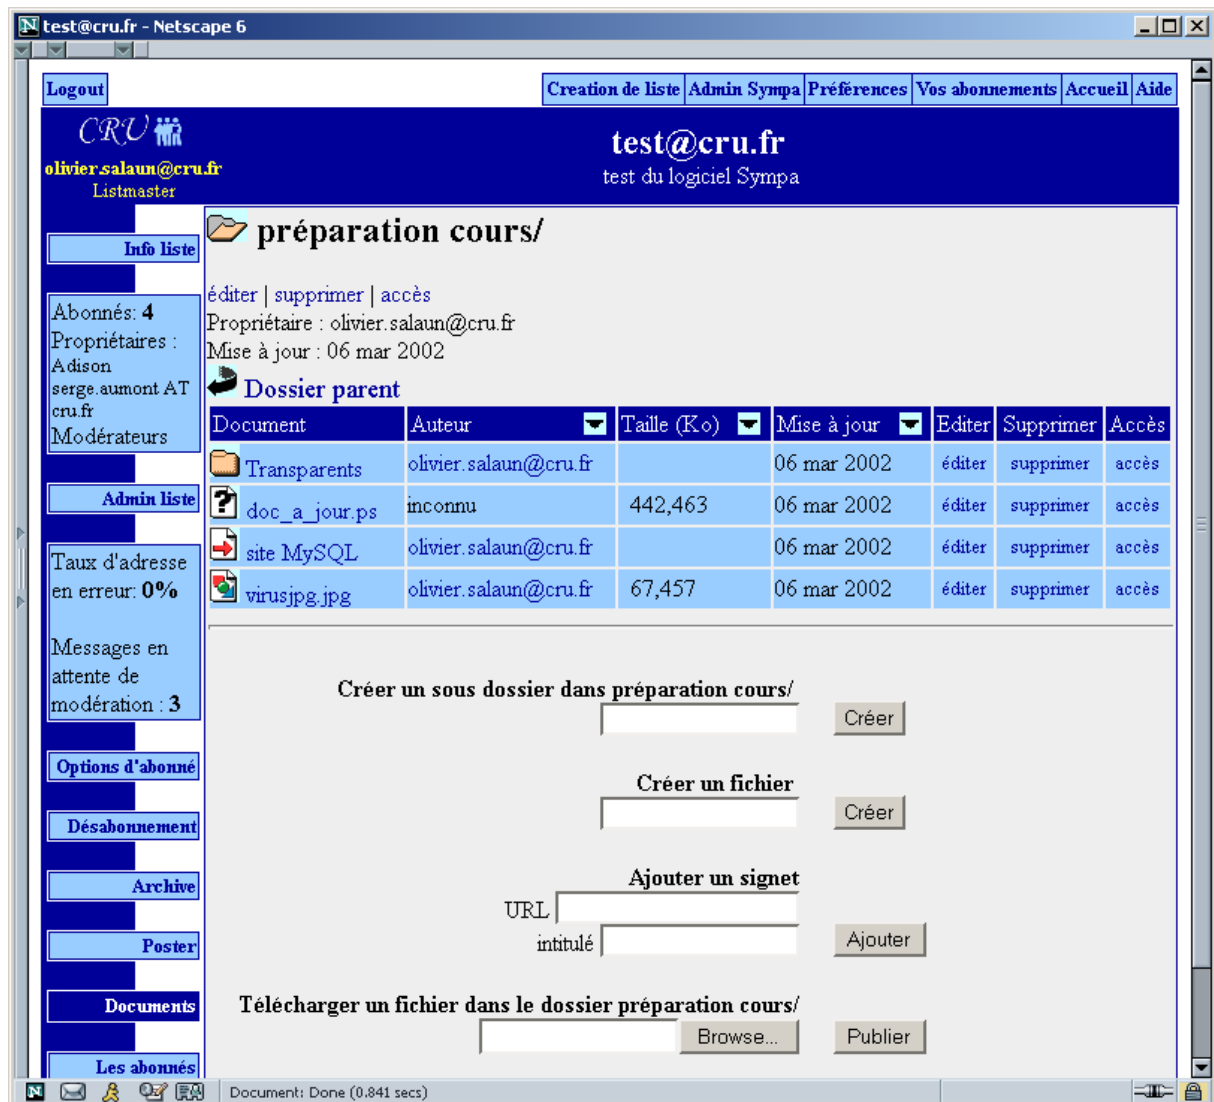 test@cru.fr - Netscape 6
Logout
Creation de liste Admin Sympa Préférences Vos abonnements Accueil Aide
CRU
olivier.salaun@cru.fr
Listmaster
test@cru.fr
test du logiciel Sympa
Info liste
Abonnés: 4
Propriétaires :
Adison
serge.aumont AT
cru.fr
Modérateurs
Admin liste
Taux d'adresse
en erreur: 0%
Messages en
attente de
modération : 3
Options d'abonné
Désabonnement
Archive
Poster
Documents
Les abonnés
préparation cours/
éditer | supprimer | accès
Propriétaire : olivier.salaun@cru.fr
Mise à jour : 06 mar 2002
Dossier parent
Document Auteur Taille (Ko) Mise à jour Editer Supprimer Accès
Transparents olivier.salaun@cru.fr 06 mar 2002 éditer supprimer accès
doc_a_jour.ps inconnu 442,463 06 mar 2002 éditer supprimer accès
site MySQL olivier.salaun@cru.fr 06 mar 2002 éditer supprimer accès
virusjpg.jpg olivier.salaun@cru.fr 67,457 06 mar 2002 éditer supprimer accès
Créer un sous dossier dans préparation cours/
Créer
Créer un fichier
Créer
Ajouter un signet
URL
intitulé Ajouter
Télécharger un fichier dans le dossier préparation cours/
Browse... Publier
Document: Done (0.841 secs)